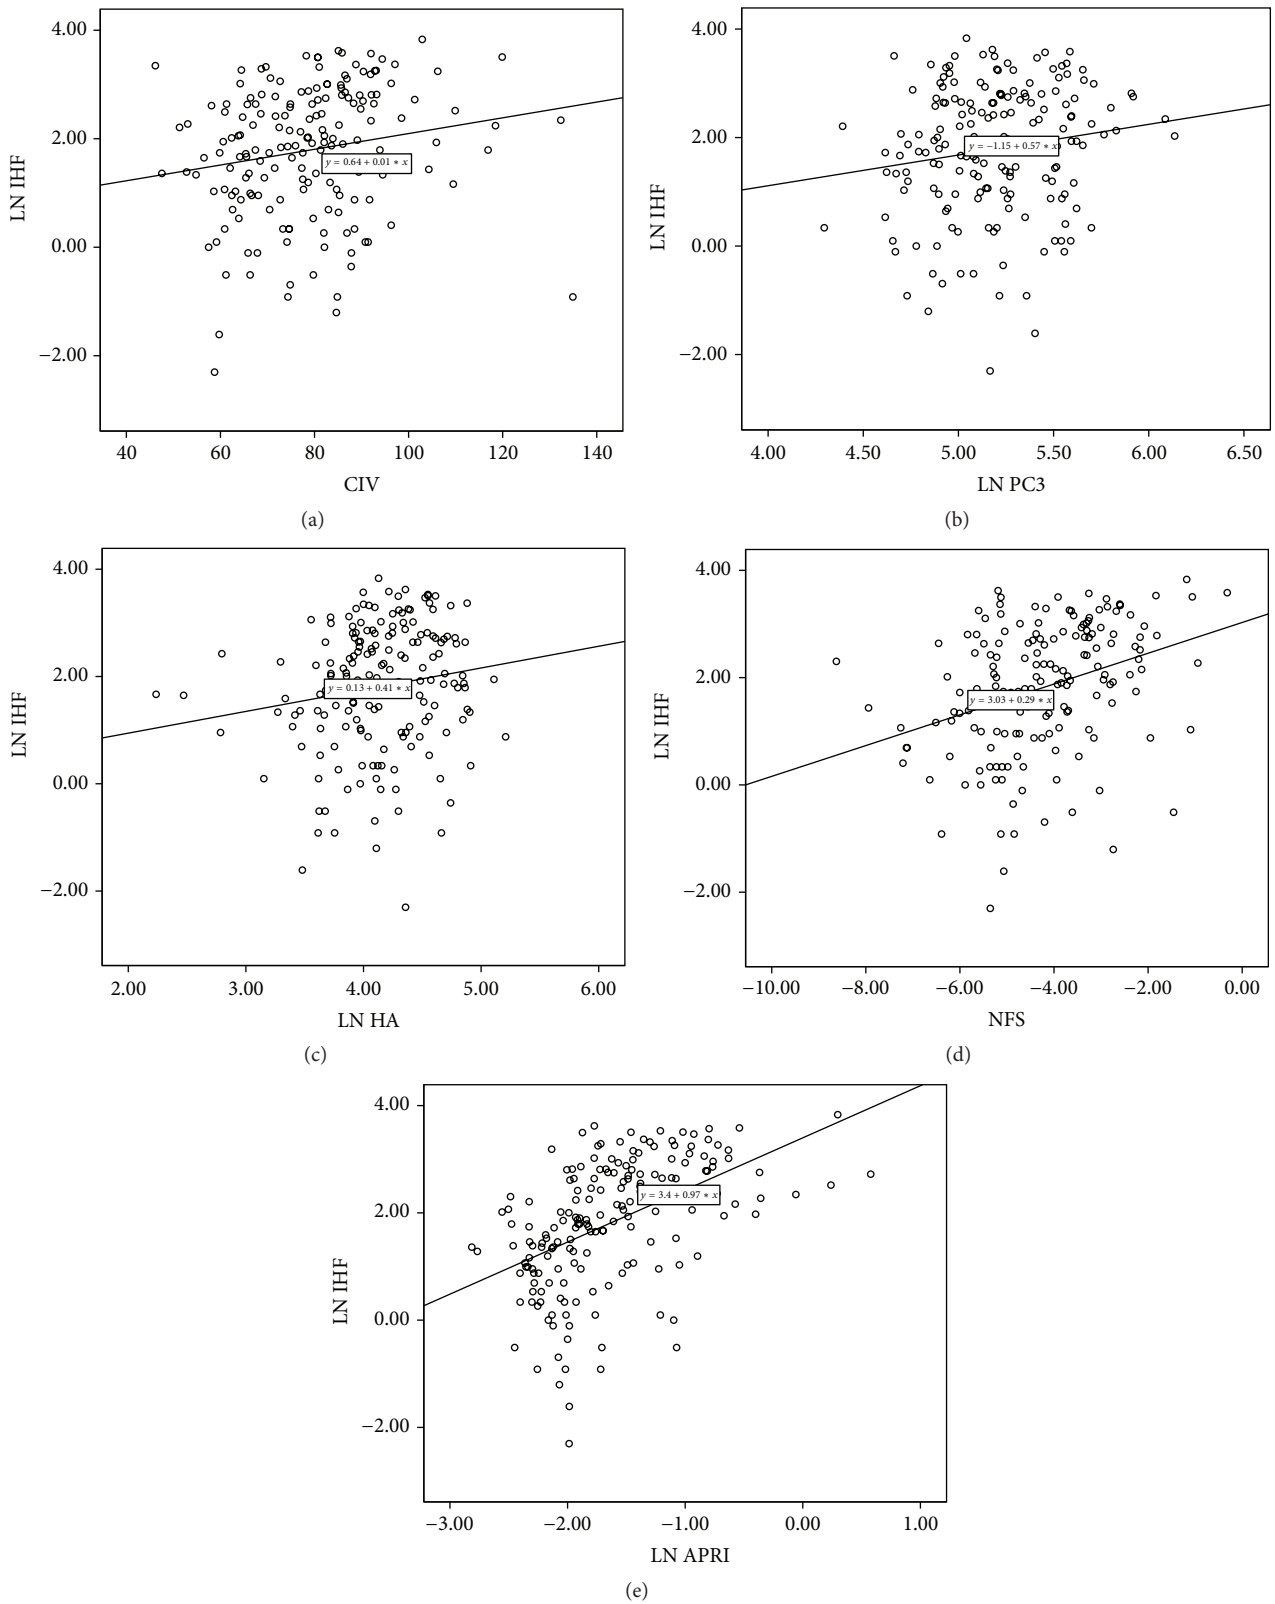 4.00
2.00
0.00
−2.00
LN IHF
y = 0.64 + 0.01 ∗ x
40 60 80 100 120 140
CIV
(a)
4.00
2.00
0.00
−2.00
LN IHF
y = −1.15 + 0.57 ∗ x
4.00 4.50 5.00 5.50 6.00 6.50
LN PC3
(b)
4.00
2.00
0.00
−2.00
LN IHF
y = 0.13 + 0.41 ∗ x
2.00 3.00 4.00 5.00 6.00
LN HA
(c)
4.00
2.00
0.00
−2.00
LN IHF
y = 3.03 + 0.29 ∗ x
−10.00 −8.00 −6.00 −4.00 −2.00 0.00
NFS
(d)
4.00
2.00
0.00
−2.00
LN IHF
y = 3.4 + 0.97 ∗ x
−3.00 −2.00 −1.00 0.00 1.00
LN APRI
(e)